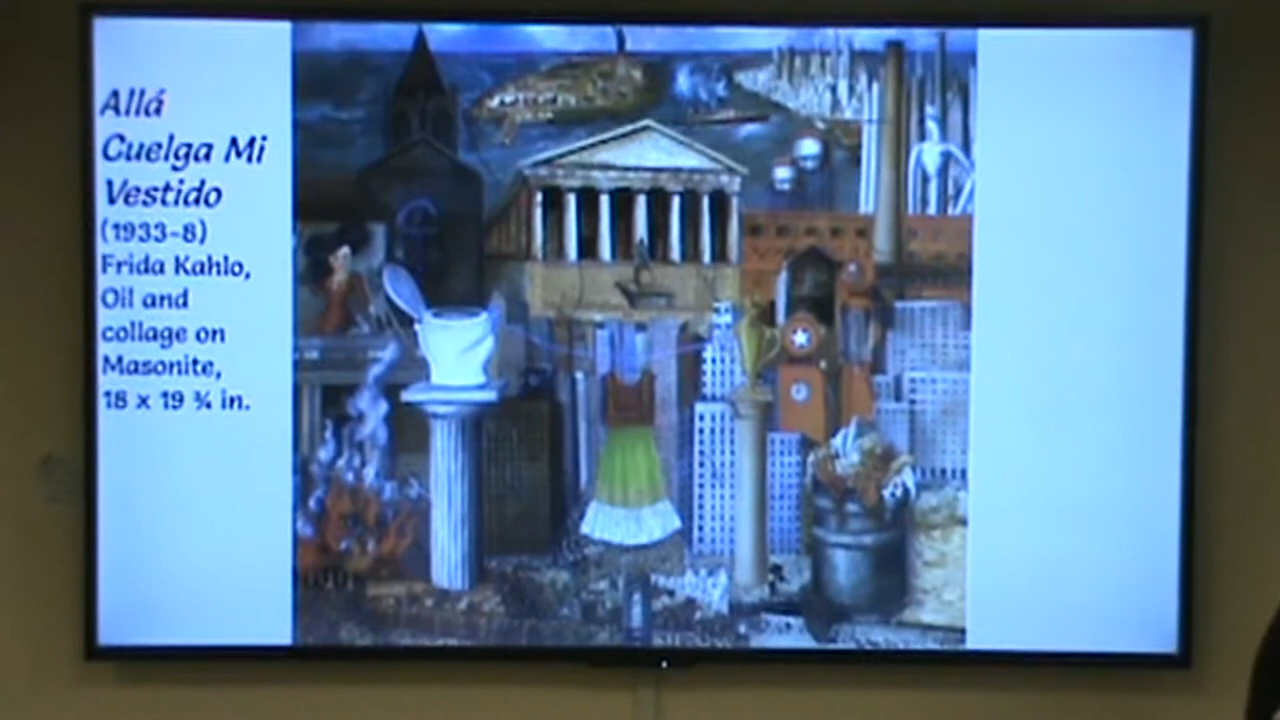 Allá
Cuelga Mi
Vestido
(1933-8)
Frida Kahlo,
Oil and
collage on
Masonite,
18 x 19 ¾ in.